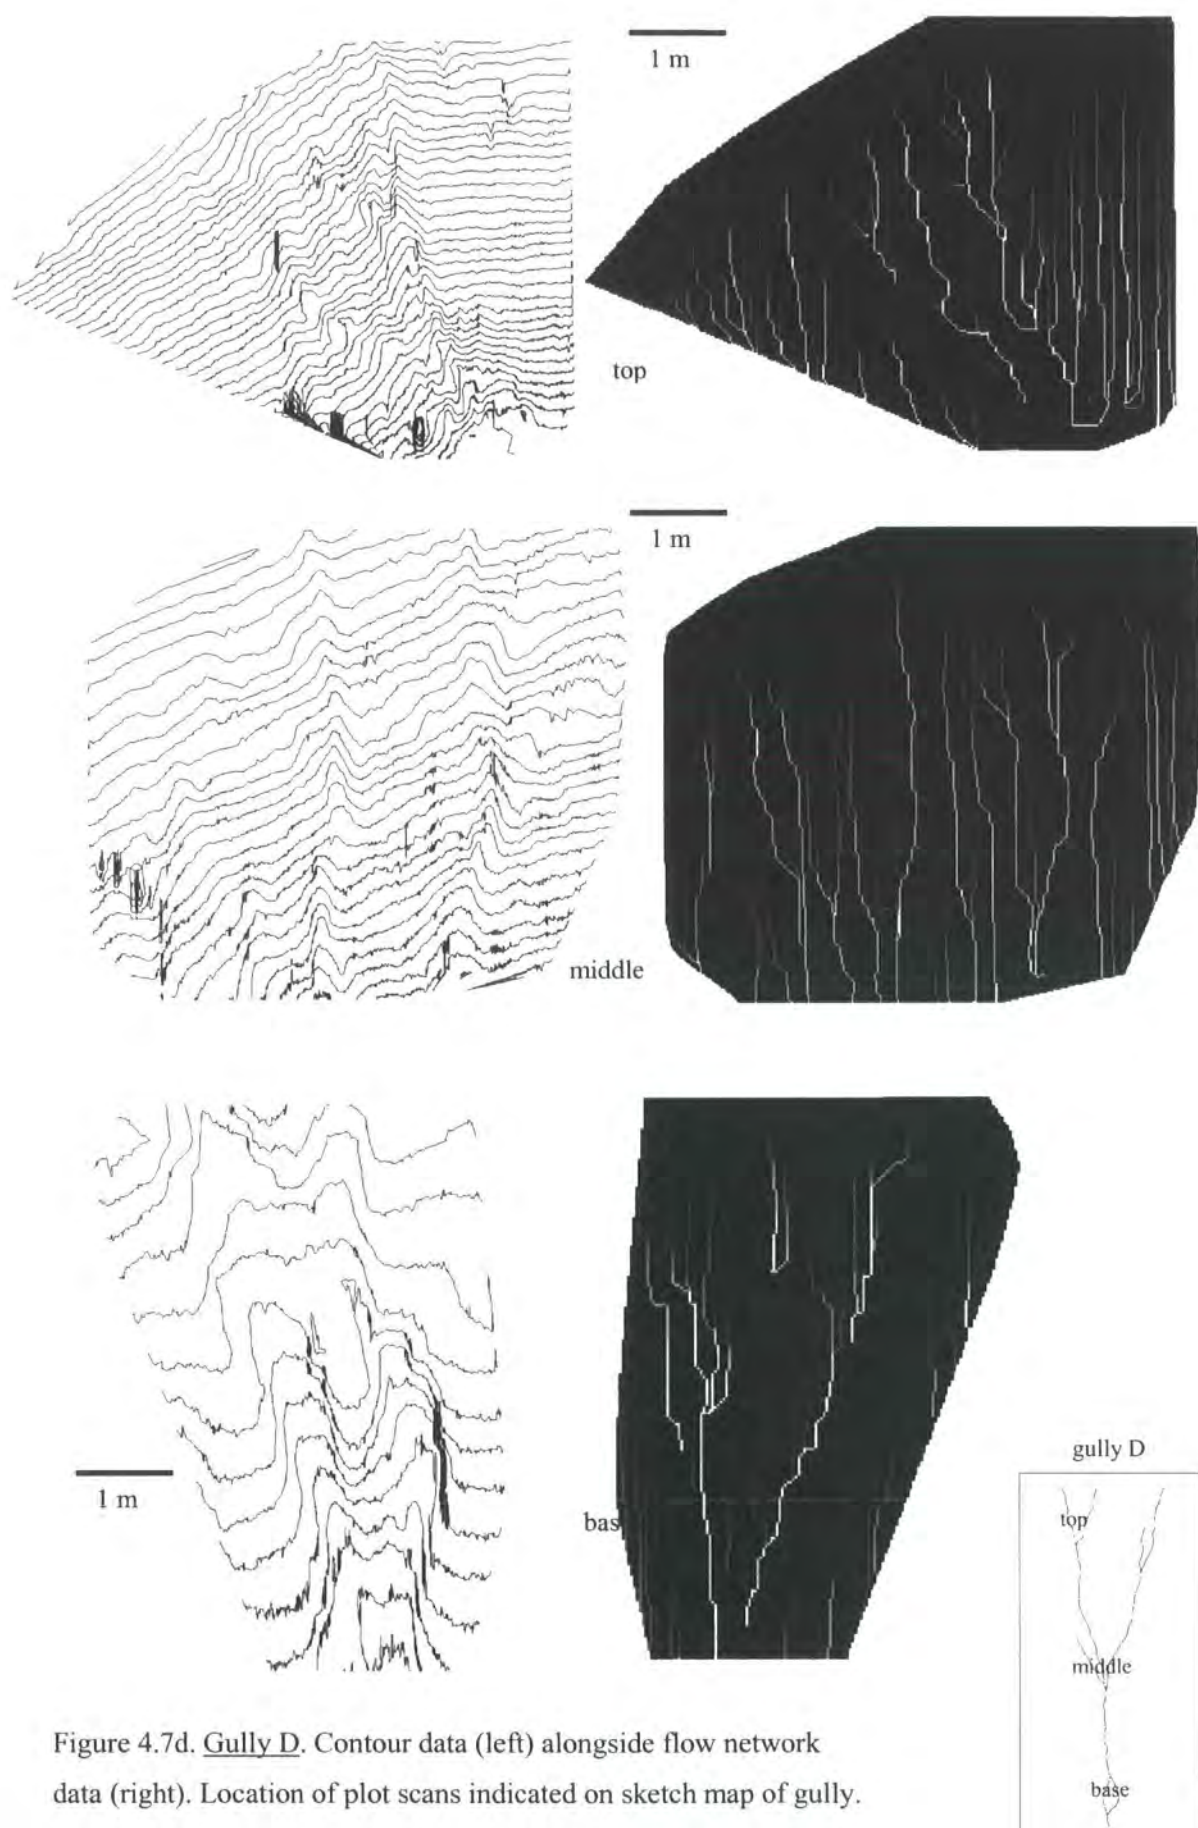 1 m
top
1 m
middle
1 m
bas
gully D
top
middle
base
Figure 4.7d. Gully D. Contour data (left) alongside flow network
data (right). Location of plot scans indicated on sketch map of gully.